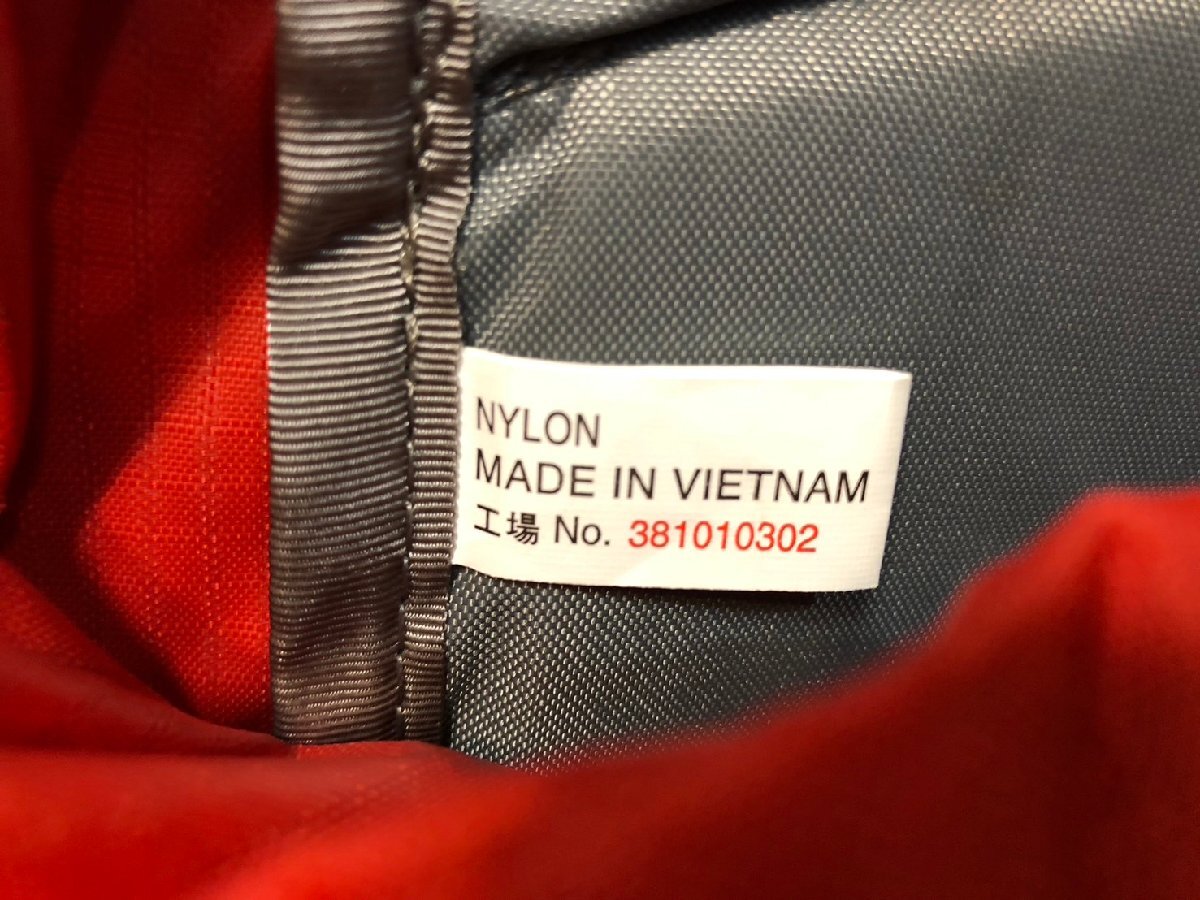 NYLON
MADE IN VIETNAM
工場 No. 381010302